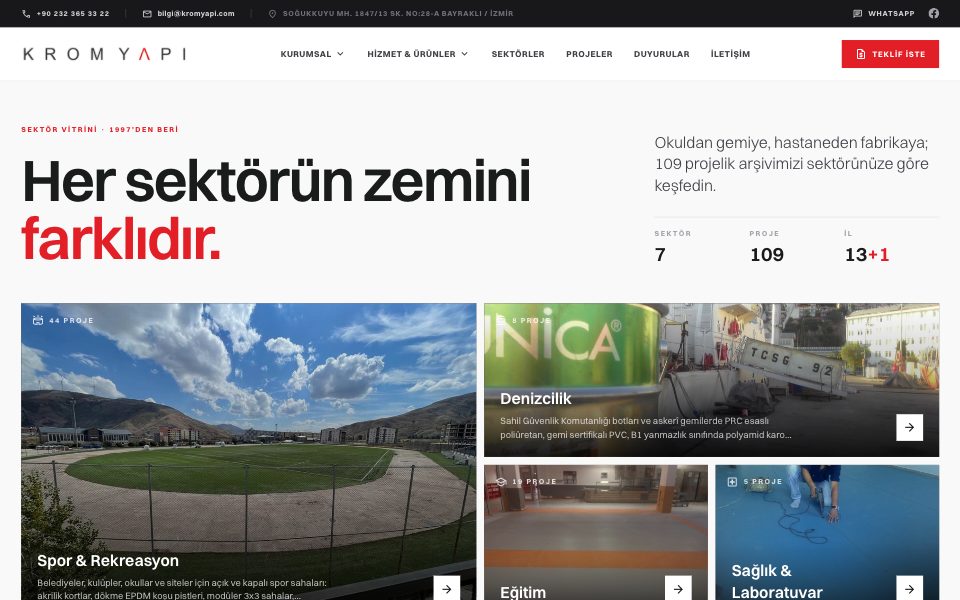 +90 232 365 33 22
bilgi@kromyapi.com
SOĞUKKUYU MH. 1847/13 SK. NO:28-A BAYRAKLI / İZMİR
WHATSAPP
KROMYAPI
KURUMSAL
HİZMET & ÜRÜNLER
SEKTÖRLER
PROJELER
DUYURULAR
İLETİŞİM
TEKLİF İSTE
SEKTÖR VİTRİNİ · 1997'DEN BERİ
Her sektörün zemini
farklıdır.
Okuldan gemiye, hastaneden fabrikaya;
109 projelik arşivimizi sektörünüze göre
keşfedin.
SEKTÖR
PROJE
İL
7
109
13+1
44 PROJE
Spor & Rekreasyon
Belediyeler, kulüpler, okullar ve siteler için açık ve kapalı spor sahaları:
akrilik kortlar, dökme EPDM koşu pistleri, modüler 3x3 sahalar,...
8 PROJE
UNiCA®
TCSG - 92
Denizcilik
Sahil Güvenlik Komutanlığı botları ve askerî gemilerde PRC esaslı
poliüretan, gemi sertifikalı PVC, B1 yanmazlık sınıfında polyamid karo...
19 PROJE
Eğitim
5 PROJE
Sağlık &
Laboratuvar